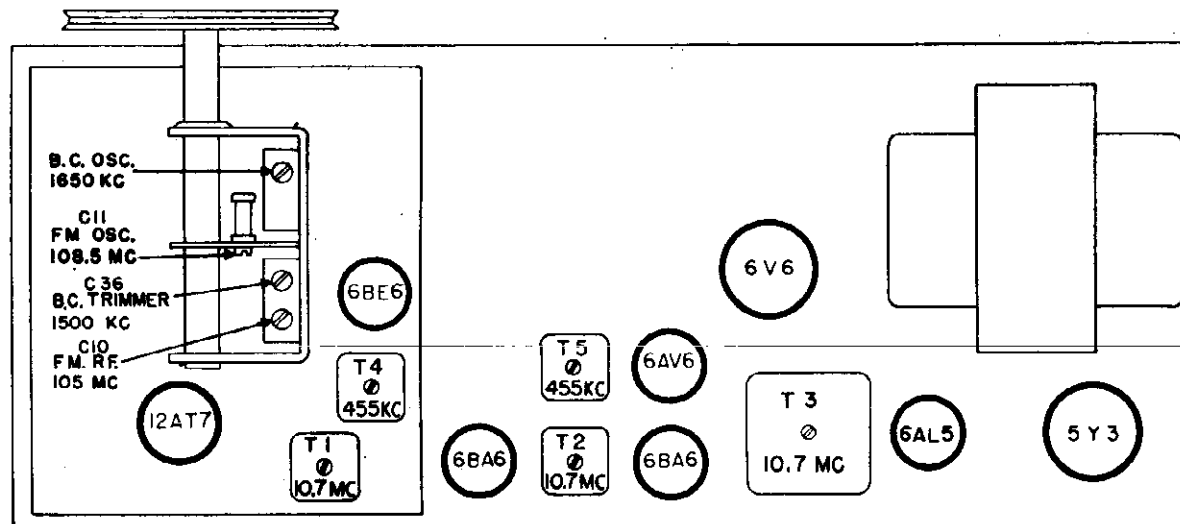 B.C. OSC.
1650 KC
C11
FM OSC.
108.5 MC
C36
B.C. TRIMMER
1500 KC
C10
FM. RF.
105 MC
12AT7
6BE6
T4
455KC
T1
10.7MC
6BA6
T5
455KC
T2
10.7MC
6AV6
6BA6
6V6
T3
10.7 MC
6AL5
5Y3